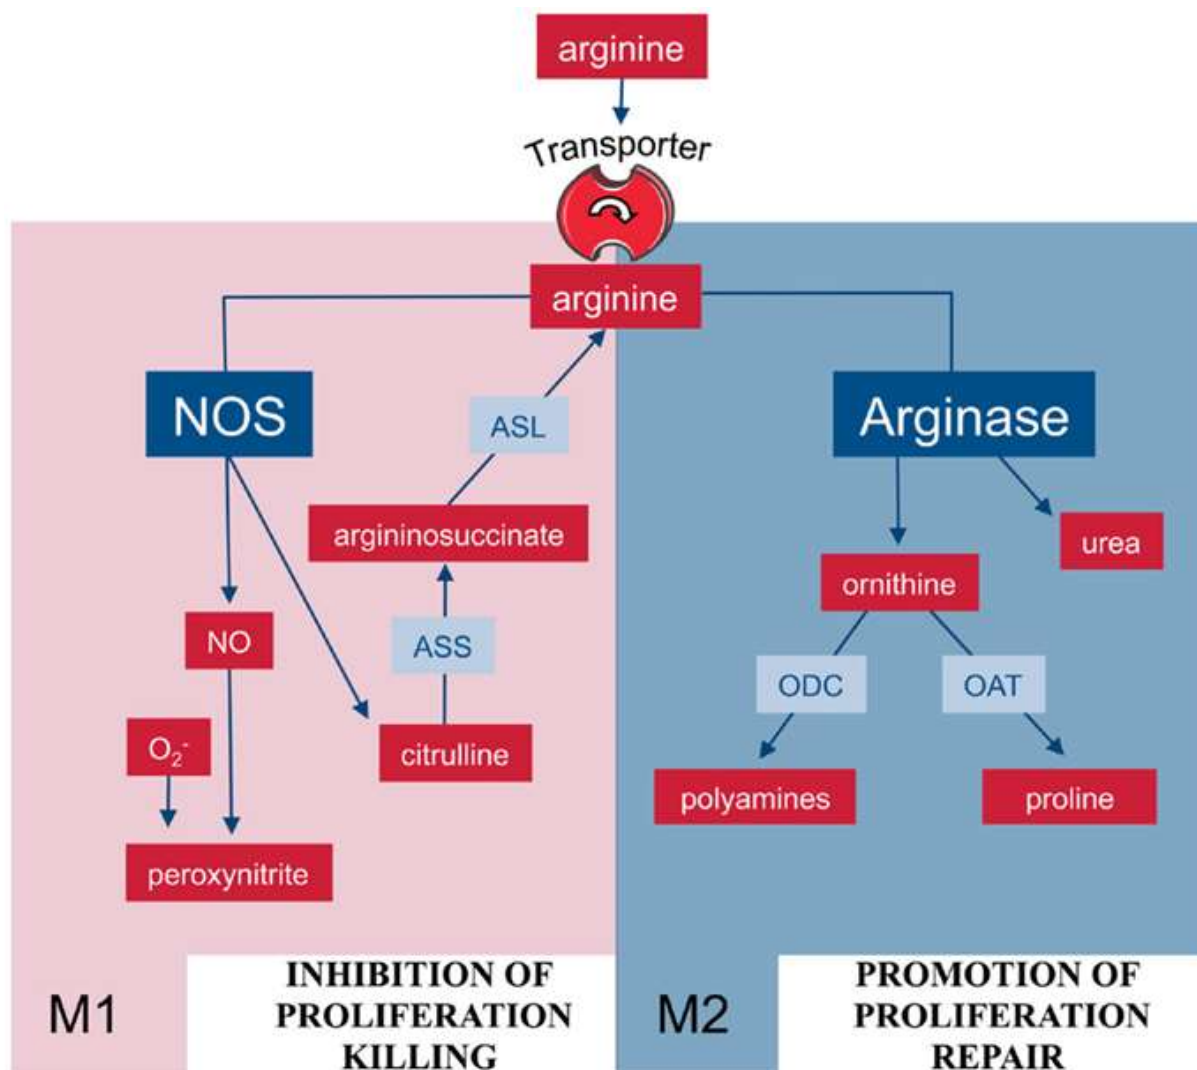 arginine
Transporter
arginine
NOS
Arginase
ASL
argininosuccinate
urea
ornithine
NO
ASS
ODC
OAT
O₂⁻
citrulline
polyamines
proline
peroxynitrite
M1
INHIBITION OF
PROLIFERATION
KILLING
M2
PROMOTION OF
PROLIFERATION
REPAIR